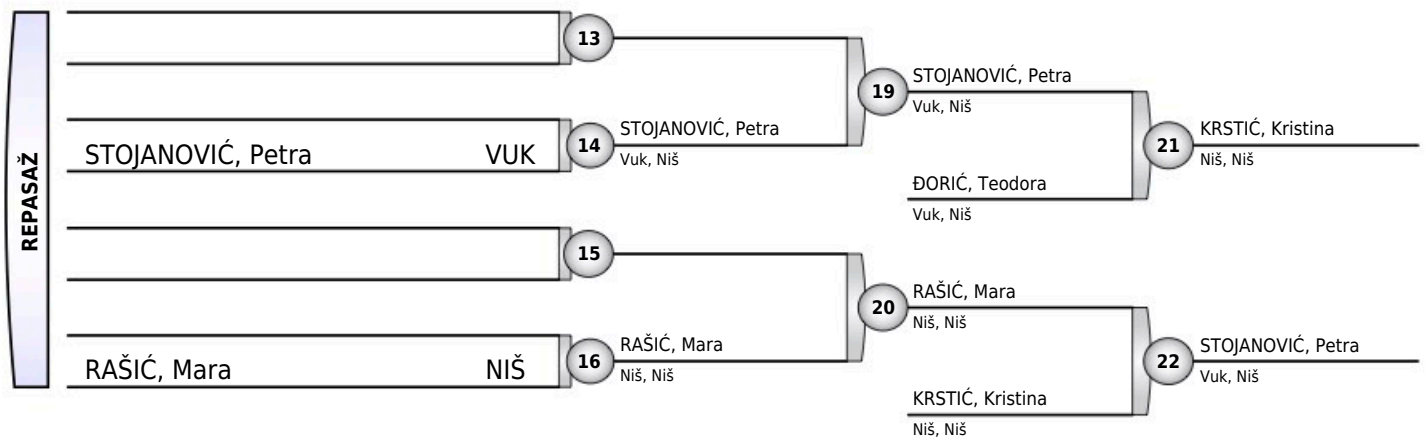 REPASAŽ
13
STOJANOVIĆ, Petra VUK
14
STOJANOVIĆ, Petra
Vuk, Niš
15
RAŠIĆ, Mara NIŠ
16
RAŠIĆ, Mara
Niš, Niš
19
STOJANOVIĆ, Petra
Vuk, Niš
ĐORIĆ, Teodora
Vuk, Niš
20
RAŠIĆ, Mara
Niš, Niš
KRSTIĆ, Kristina
Niš, Niš
21
KRSTIĆ, Kristina
Niš, Niš
22
STOJANOVIĆ, Petra
Vuk, Niš